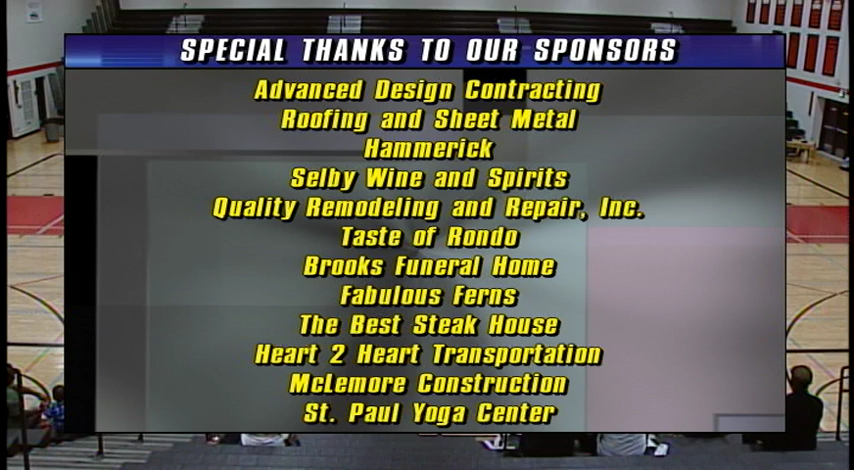 SPECIAL THANKS TO OUR SPONSORS
Advanced Design Contracting
Roofing and Sheet Metal
Hammerick
Selby Wine and Spirits
Quality Remodeling and Repair, Inc.
Taste of Rondo
Brooks Funeral Home
Fabulous Ferns
The Best Steak House
Heart 2 Heart Transportation
McLemore Construction
St. Paul Yoga Center